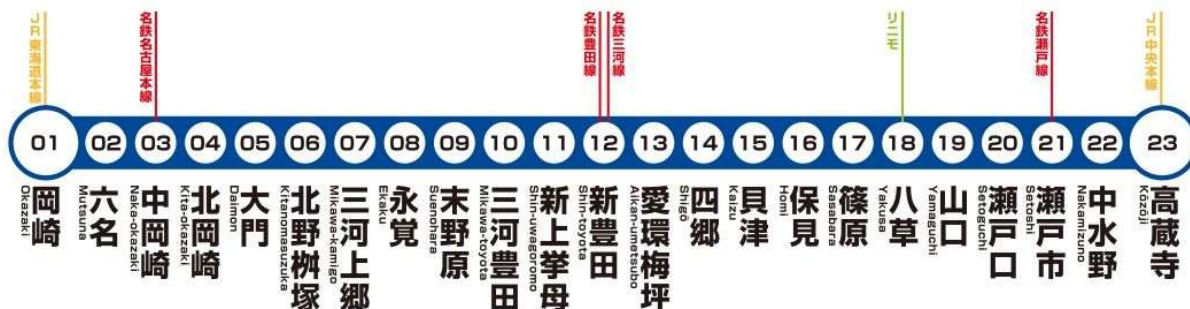 JR東海道本線
名鉄名古屋本線
名鉄豊田線
名鉄三河線
リニモ
名鉄瀬戸線
JR中央本線
01
岡崎
Okazaki
02
六名
Mutsuna
03
中岡崎
Naka-okazaki
04
北岡崎
Kita-okazaki
05
大門
Daimon
06
北野桝塚
Kitanomasuzuka
07
三河上郷
Mikawa-kamigo
08
永覚
Ekaku
09
末野原
Suenohara
10
三河豊田
Mikawa-toyota
11
新上挙母
Shin-uwagoromo
12
新豊田
Shin-toyota
13
愛環梅坪
Aikan-umetsubo
14
四郷
Shigō
15
貝津
Kaizu
16
保見
Homi
17
篠原
Sasabara
18
八草
Yakusa
19
山口
Yamaguchi
20
瀬戸口
Setoguchi
21
瀬戸市
Setoshi
22
中水野
Nakamizuno
23
高蔵寺
Kōzōji